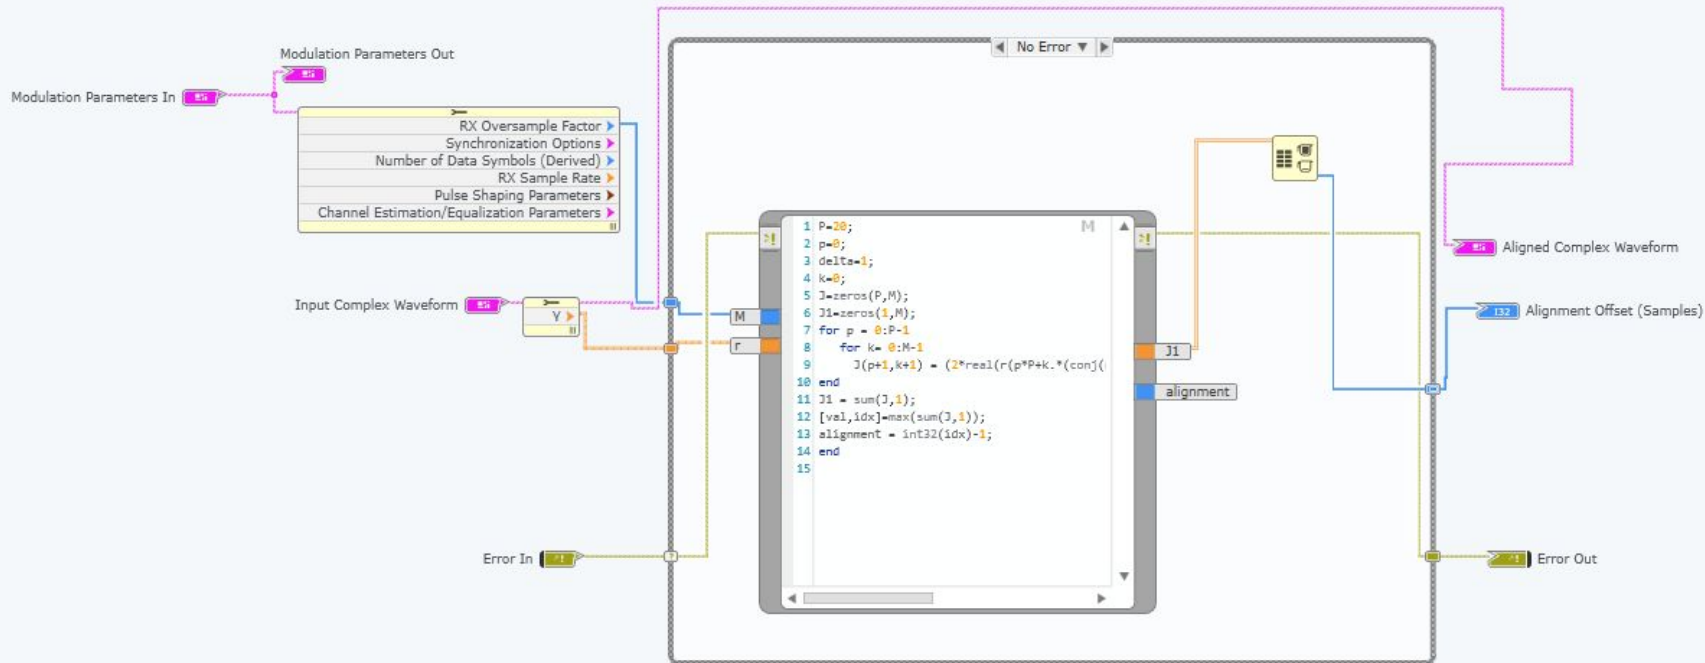 No Error
Modulation Parameters Out
Modulation Parameters In
RX Oversample Factor
Synchronization Options
Number of Data Symbols (Derived)
RX Sample Rate
Pulse Shaping Parameters
Channel Estimation/Equalization Parameters
Input Complex Waveform
Y
M
r
M
1 P=20;
2 p=0;
3 delta=1;
4 k=0;
5 J=zeros(P,M);
6 J1=zeros(1,M);
7 for p = 0:P-1
8 for k= 0:M-1
9 J(p+1,k+1) = (2*real(r(p*P+k.*(conj(
10 end
11 J1 = sum(J,1);
12 [val,idx]=max(sum(J,1));
13 alignment = int32(idx)-1;
14 end
15
J1
alignment
Aligned Complex Waveform
I32 Alignment Offset (Samples)
Error In
?
Error Out